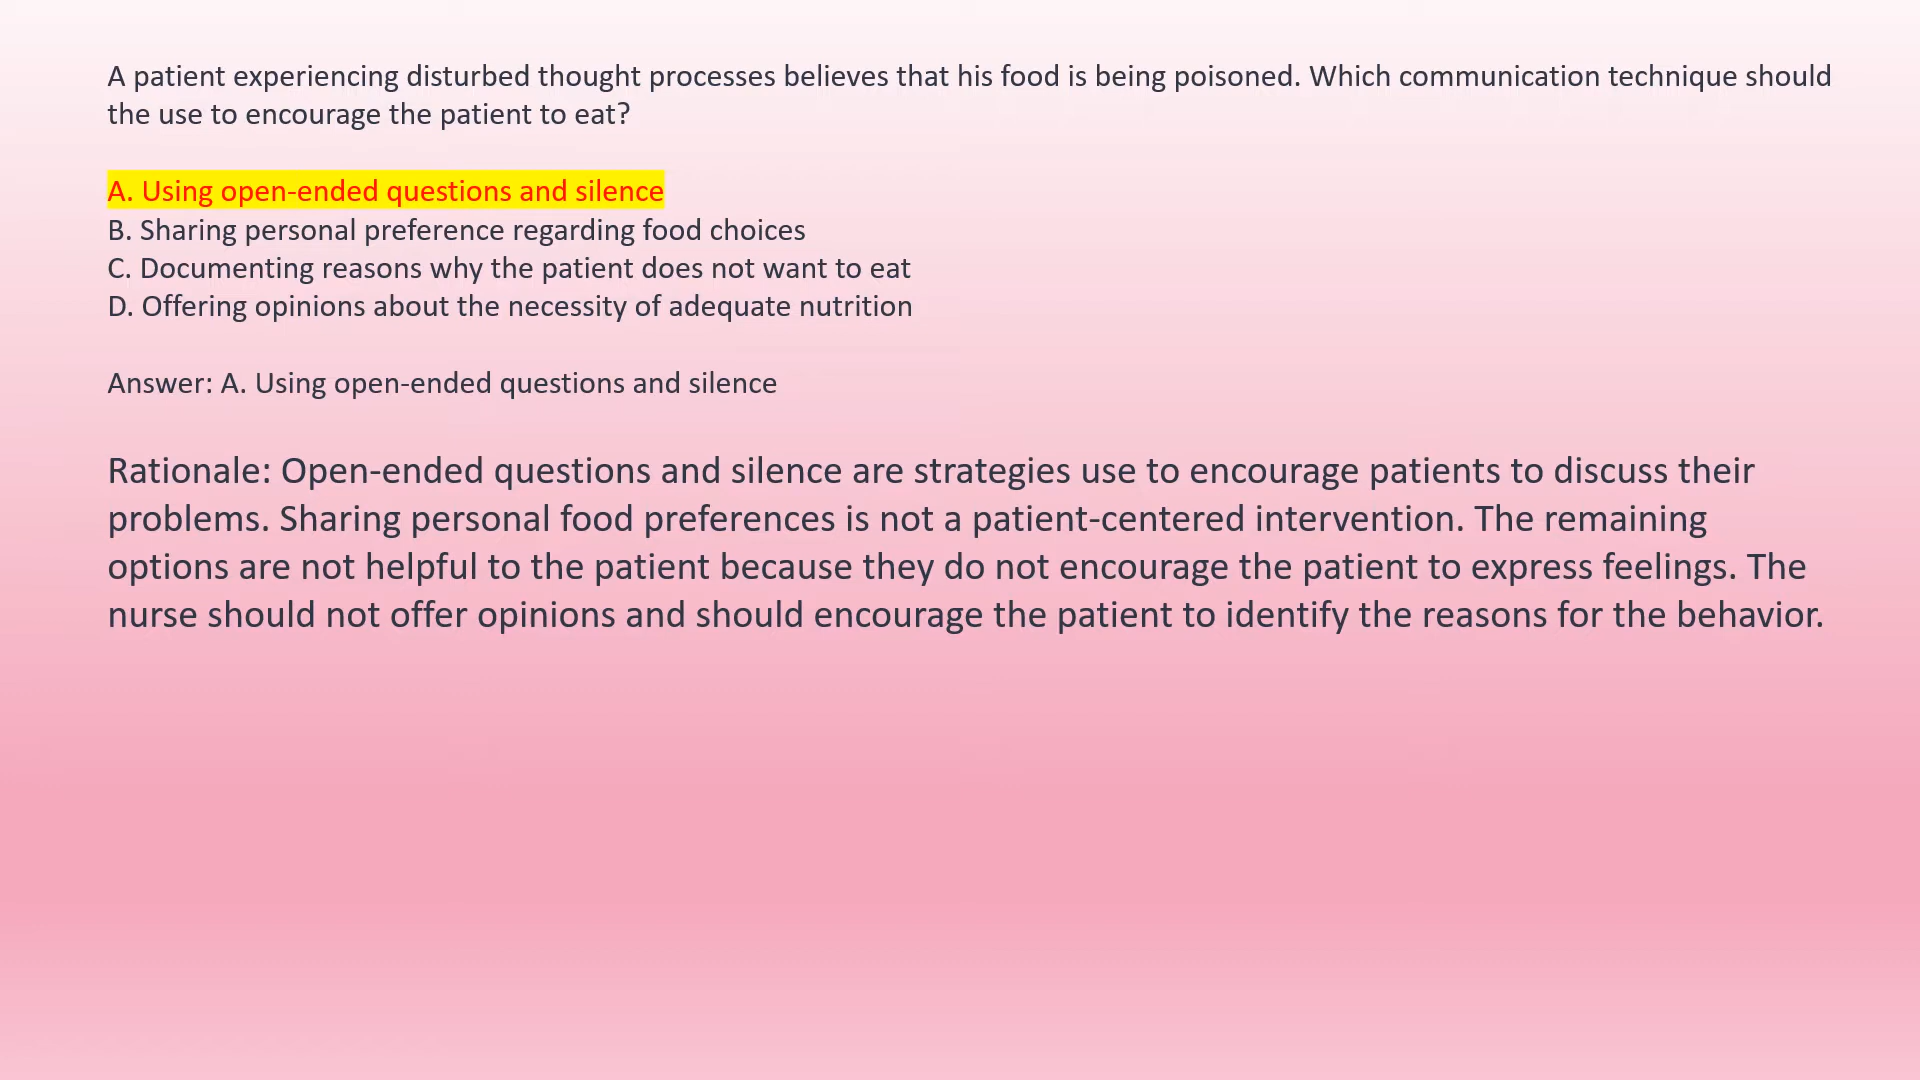 A patient experiencing disturbed thought processes believes that his food is being poisoned. Which communication technique should
the use to encourage the patient to eat?
A. Using open-ended questions and silence
B. Sharing personal preference regarding food choices
C. Documenting reasons why the patient does not want to eat
D. Offering opinions about the necessity of adequate nutrition
Answer: A. Using open-ended questions and silence
Rationale: Open-ended questions and silence are strategies use to encourage patients to discuss their
problems. Sharing personal food preferences is not a patient-centered intervention. The remaining
options are not helpful to the patient because they do not encourage the patient to express feelings. The
nurse should not offer opinions and should encourage the patient to identify the reasons for the behavior.